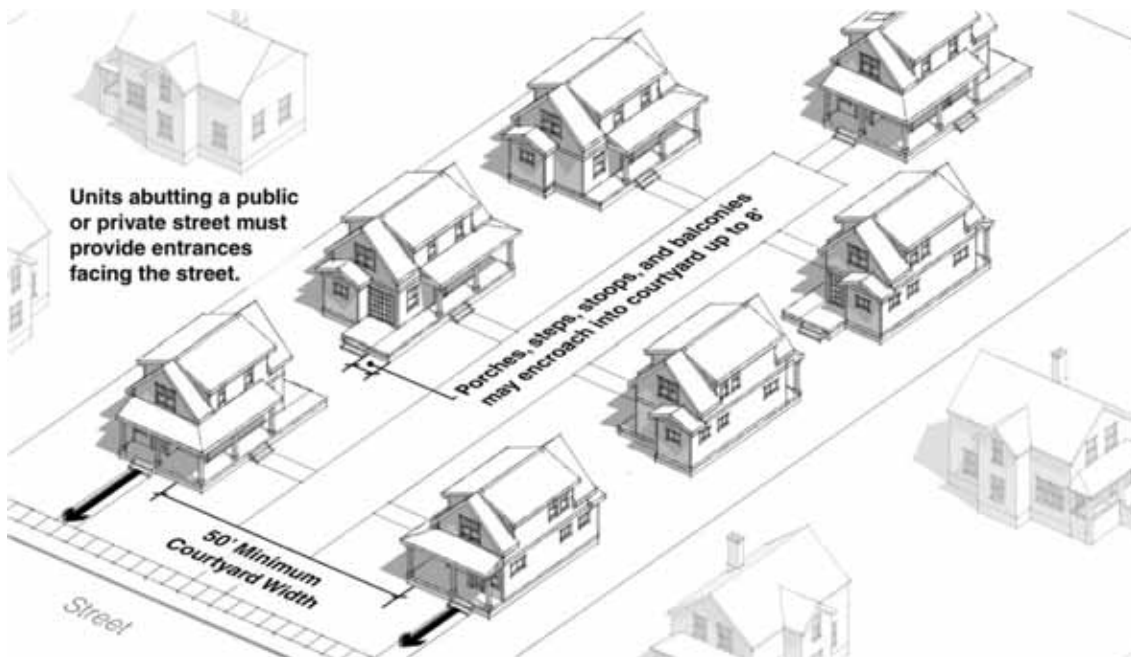 Units abutting a public
or private street must
provide entrances
facing the street.
Porches, steps, stoops, and balconies
may encroach into courtyard up to 8'
50' Minimum
Courtyard Width
Street